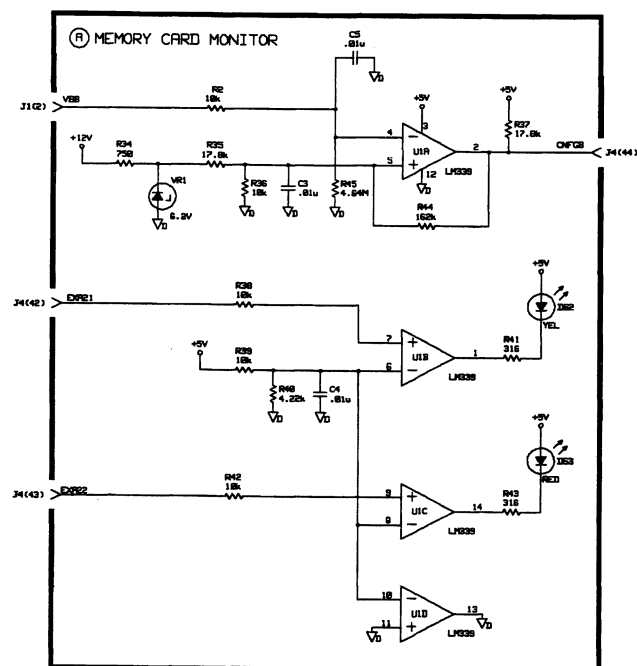 A MEMORY CARD MONITOR
C5
.01u
D
J1(2) VBB
R2
10k
+5V
+5V
3
R37
17.8k
+12V
R34
750
R35
17.8k
4
5
U1A
2
CNFGB
J4(44)
12
LM339
D
VR1
6.2V
D
R36
10k
D
C3
.01u
D
R45
4.64M
D
R44
162k
+5V
J4(42) EXA21
R38
10k
DS2
YEL
+5V
R39
10k
7
6
U1B
1
R41
316
LM339
R40
4.22k
D
C4
.01u
D
+5V
DS3
RED
J4(43) EXA22
R42
10k
9
8
U1C
14
R43
316
LM339
10
11
D
U1D
13
D
LM339